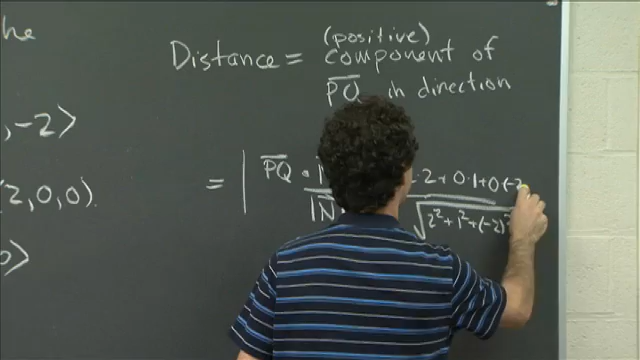 he
Distance = (positive) component of
PQ in direction
, -2>
= | PQ · N / |N| · 2 + 0 · 1 + 0 (-2
√ 2² + 1² + (-2)²
2, 0, 0).
0>